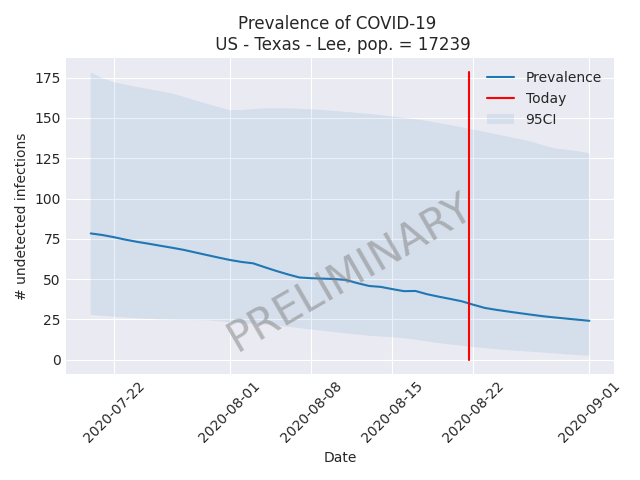 Prevalence of COVID-19
US - Texas - Lee, pop. = 17239
# undetected infections
175
150
125
100
75
50
25
0
Prevalence
Today
95CI
PRELIMINARY
2020-07-22
2020-08-01
2020-08-08
2020-08-15
2020-08-22
2020-09-01
Date